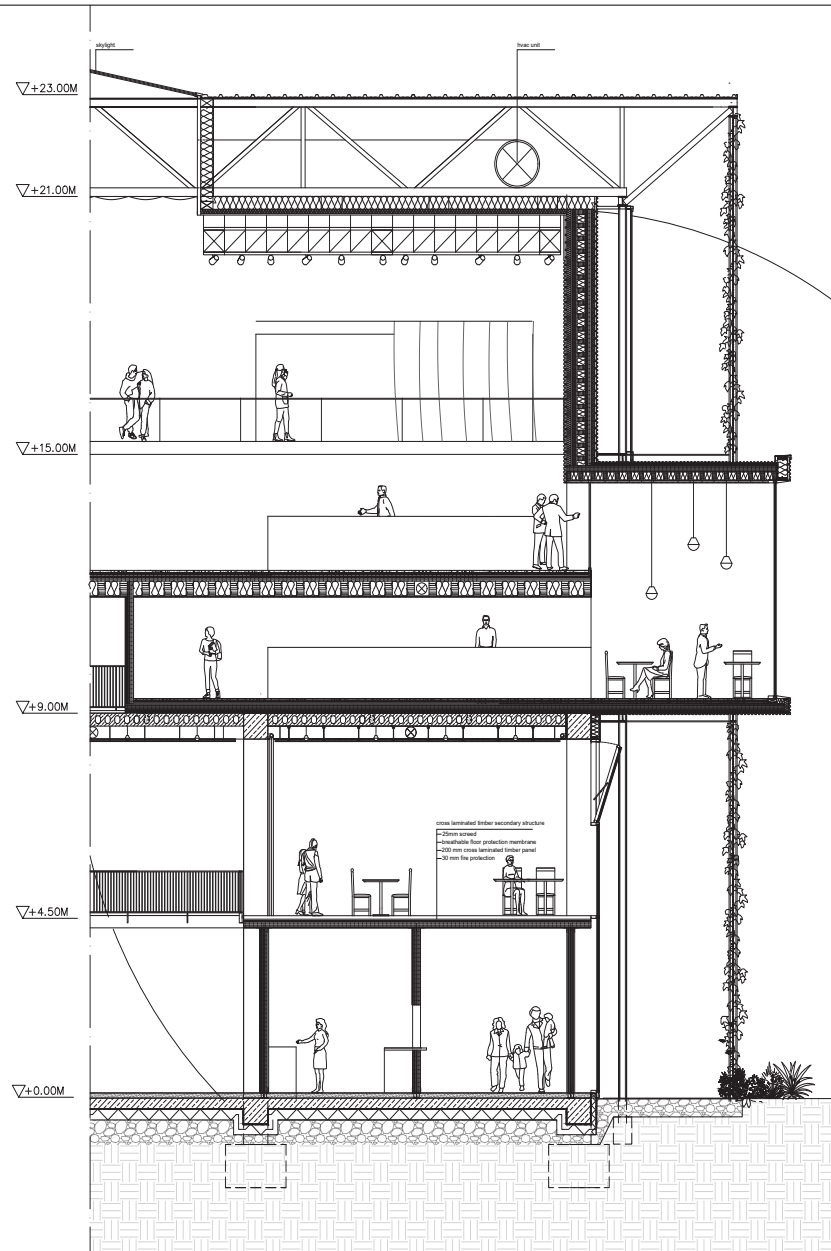 skylight
hvac unit
+23.00M
+21.00M
+15.00M
+9.00M
cross laminated timber secondary structure
25mm screed
breathable floor protection membrane
200 mm cross laminated timber panel
30 mm fire protection
+4.50M
+0.00M